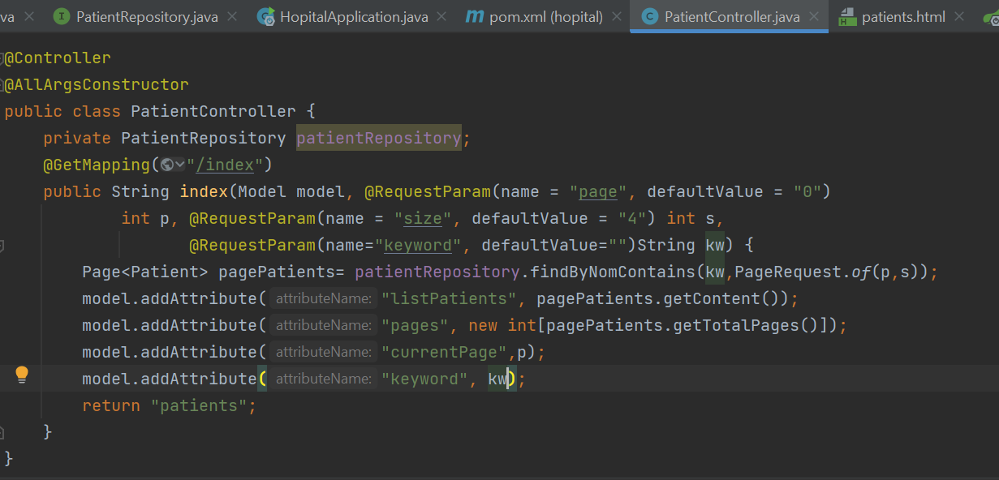 va PatientRepository.java HopitalApplication.java pom.xml (hopital) PatientController.java patients.html
@Controller
@AllArgsConstructor
public class PatientController {
private PatientRepository patientRepository;
@GetMapping("/index")
public String index(Model model, @RequestParam(name = "page", defaultValue = "0")
int p, @RequestParam(name = "size", defaultValue = "4") int s,
@RequestParam(name="keyword", defaultValue="")String kw) {
Page<Patient> pagePatients= patientRepository.findByNomContains(kw,PageRequest.of(p,s));
model.addAttribute( attributeName: "listPatients", pagePatients.getContent());
model.addAttribute( attributeName: "pages", new int[pagePatients.getTotalPages()]);
model.addAttribute( attributeName: "currentPage",p);
model.addAttribute( attributeName: "keyword", kw);
return "patients";
}
}